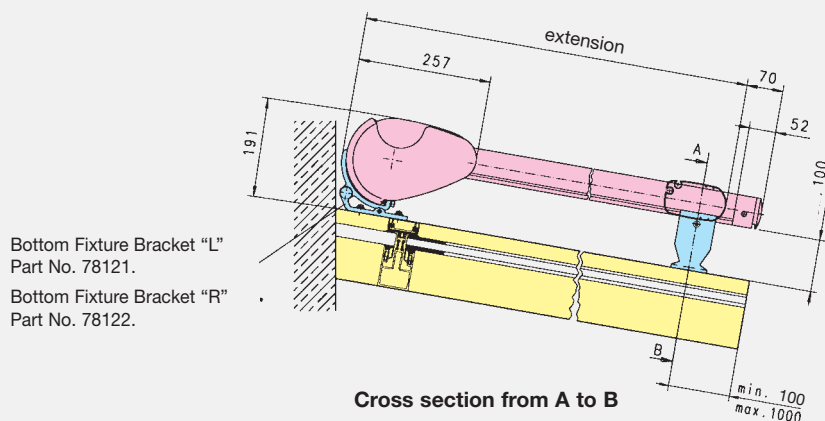 extension
70
257
52
191
A
100
Bottom Fixture Bracket “L”
Part No. 78121.
Bottom Fixture Bracket “R”
Part No. 78122.
B
min. 100
max. 1000
Cross section from A to B